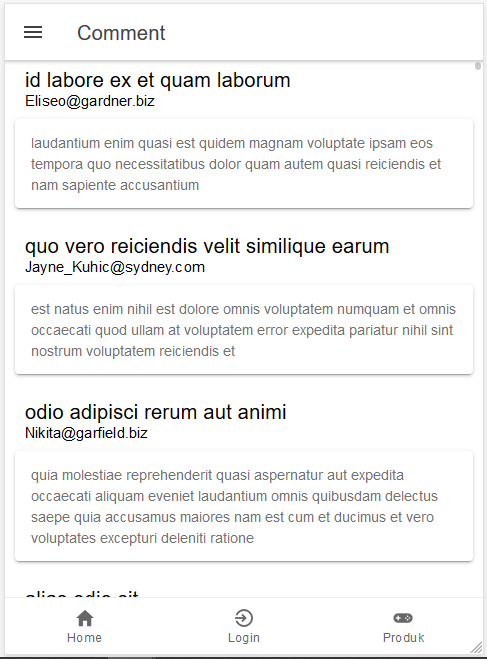 Comment
id labore ex et quam laborum
Eliseo@gardner.biz
laudantium enim quasi est quidem magnam voluptate ipsam eos
tempora quo necessitatibus dolor quam autem quasi reiciendis et
nam sapiente accusantium
quo vero reiciendis velit similique earum
Jayne_Kuhic@sydney.com
est natus enim nihil est dolore omnis voluptatem numquam et omnis
occaecati quod ullam at voluptatem error expedita pariatur nihil sint
nostrum voluptatem reiciendis et
odio adipisci rerum aut animi
Nikita@garfield.biz
quia molestiae reprehenderit quasi aspernatur aut expedita
occaecati aliquam eveniet laudantium omnis quibusdam delectus
saepe quia accusamus maiores nam est cum et ducimus et vero
voluptates excepturi deleniti ratione
alias odio sit
Home
Login
Produk